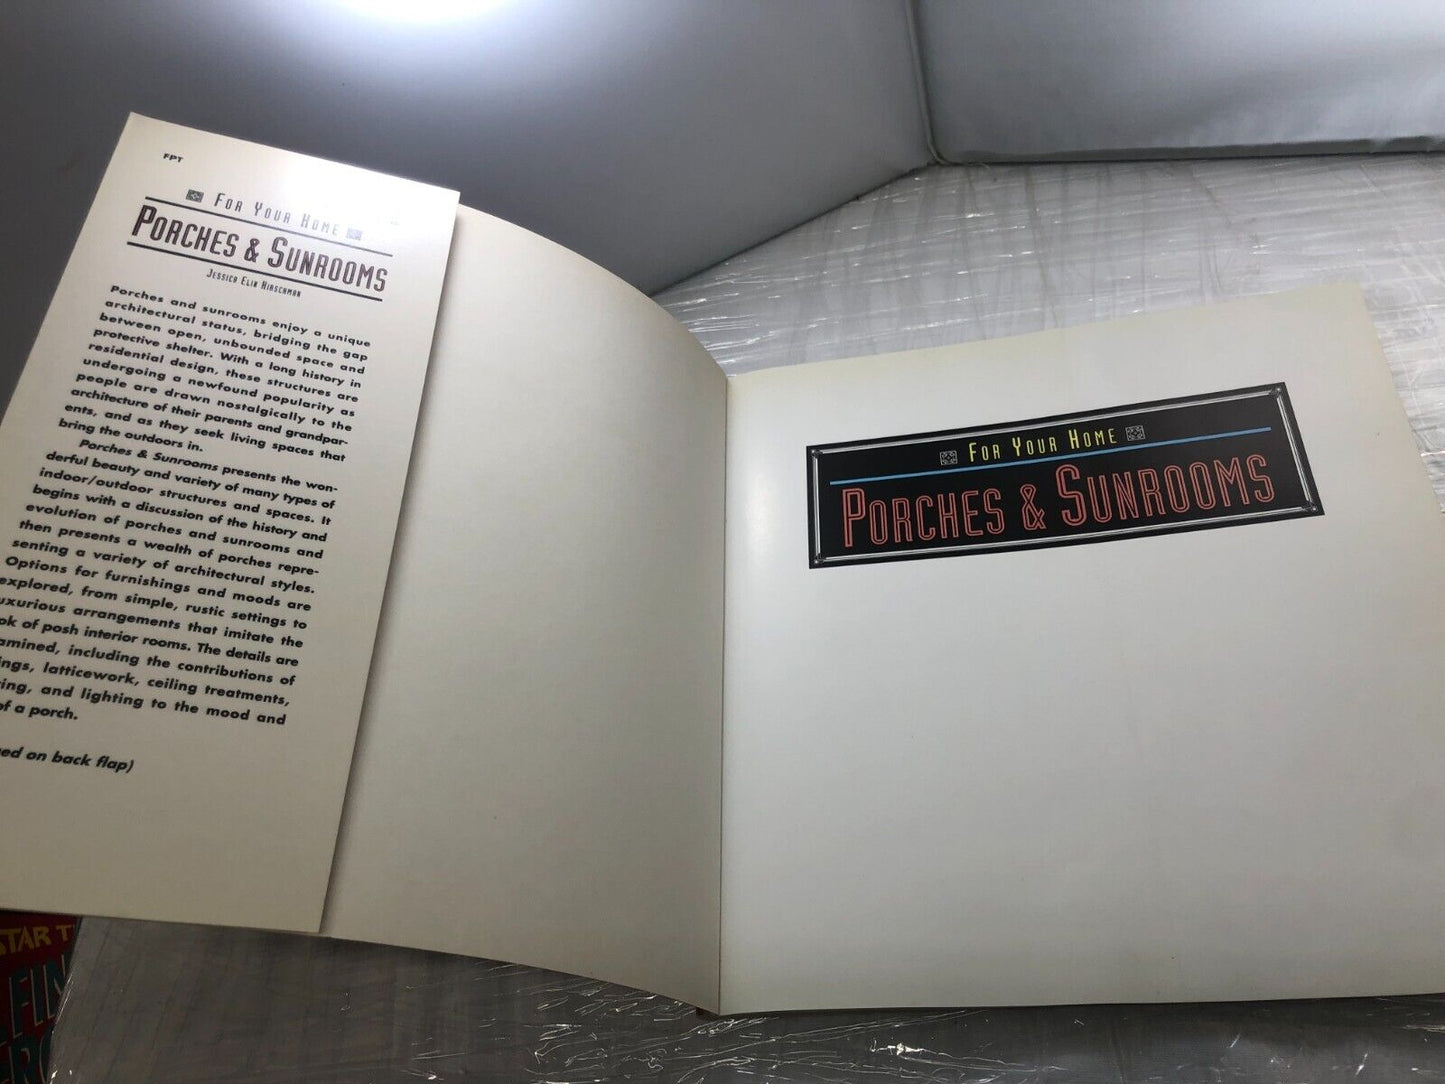 FPT
FOR YOUR HOME
PORCHES & SUNROOMS
JESSICA ELIN HIRSCHMAN
Porches and sunrooms enjoy a unique
architectural status, bridging the gap
between open, unbounded space and
protective shelter. With a long history in
residential design, these structures are
undergoing a newfound popularity as
people are drawn nostalgically to the
architecture of their parents and grandpar-
ents, and as they seek living spaces that
bring the outdoors in.
Porches & Sunrooms presents the won-
derful beauty and variety of many types of
indoor/outdoor structures and spaces. It
begins with a discussion of the history and
evolution of porches and sunrooms and
then presents a wealth of porches repre-
senting a variety of architectural styles.
Options for furnishings and moods are
explored, from simple, rustic settings to
uxurious arrangements that imitate the
ok of posh interior rooms. The details are
amined, including the contributions of
ings, latticework, ceiling treatments,
ring, and lighting to the mood and
of a porch.
ed on back flap)
FOR YOUR HOME
PORCHES & SUNROOMS
STAR T
FIN